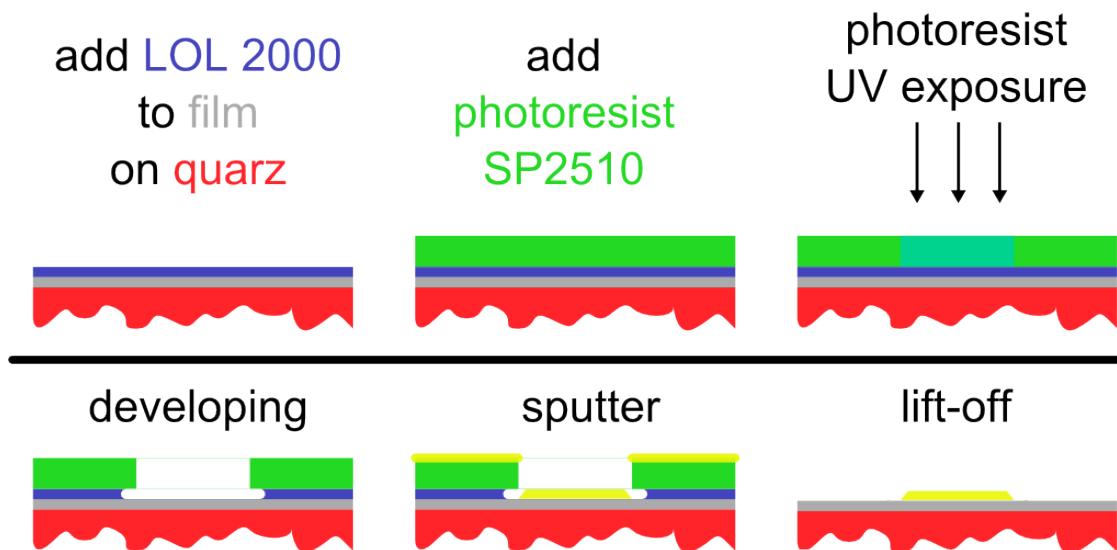 add LOL 2000
to film
on quarz
add
photoresist
SP2510
photoresist
UV exposure
developing
sputter
lift-off